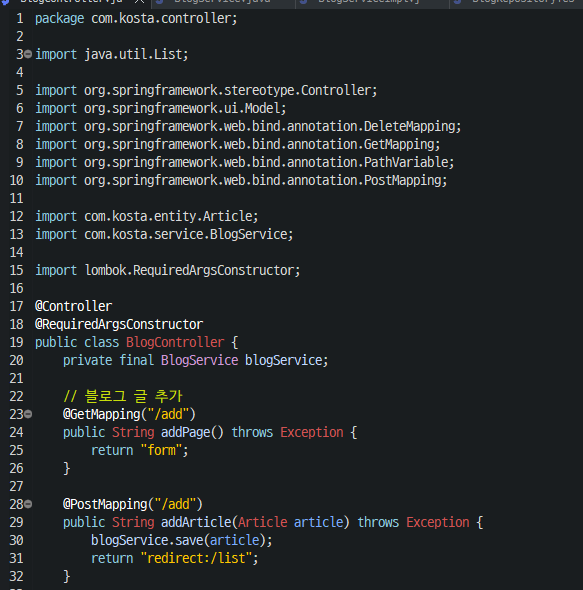 1 package com.kosta.controller;
2
3 import java.util.List;
4
5 import org.springframework.stereotype.Controller;
6 import org.springframework.ui.Model;
7 import org.springframework.web.bind.annotation.DeleteMapping;
8 import org.springframework.web.bind.annotation.GetMapping;
9 import org.springframework.web.bind.annotation.PathVariable;
10 import org.springframework.web.bind.annotation.PostMapping;
11
12 import com.kosta.entity.Article;
13 import com.kosta.service.BlogService;
14
15 import lombok.RequiredArgsConstructor;
16
17 @Controller
18 @RequiredArgsConstructor
19 public class BlogController {
20     private final BlogService blogService;
21
22     // 블로그 글 추가
23     @GetMapping("/add")
24     public String addPage() throws Exception {
25         return "form";
26     }
27
28     @PostMapping("/add")
29     public String addArticle(Article article) throws Exception {
30         blogService.save(article);
31         return "redirect:/list";
32     }